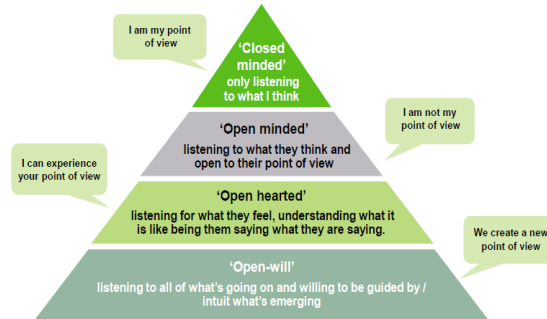 I am my point
of view
‘Closed
minded’
only listening
to what I think
‘Open minded’
listening to what they think and
open to their point of view
I am not my
point of view
I can experience
your point of view
‘Open hearted’
listening for what they feel, understanding what it
is like being them saying what they are saying.
We create a new
point of view
‘Open-will’
listening to all of what’s going on and willing to be guided by /
intuit what’s emerging